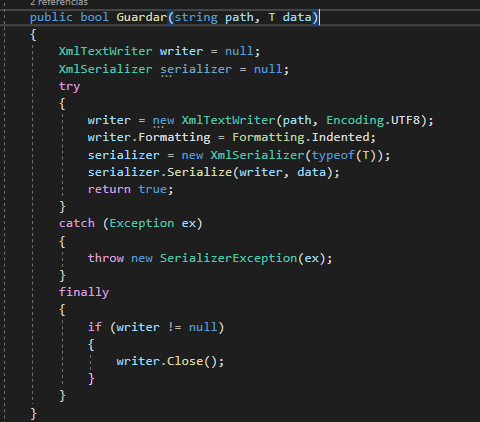 2 referencias
public bool Guardar(string path, T data)
{
XmlTextWriter writer = null;
XmlSerializer serializer = null;
try
{
writer = new XmlTextWriter(path, Encoding.UTF8);
writer.Formatting = Formatting.Indented;
serializer = new XmlSerializer(typeof(T));
serializer.Serialize(writer, data);
return true;
}
catch (Exception ex)
{
throw new SerializerException(ex);
}
finally
{
if (writer != null)
{
writer.Close();
}
}
}